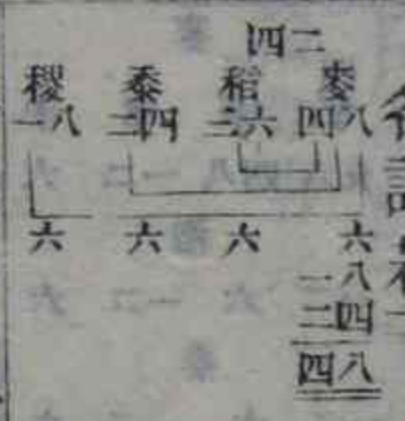 四二
稷 黍 稻 麥
一八 二四 三六 四八
六 六 六 六
一八
二四
四八